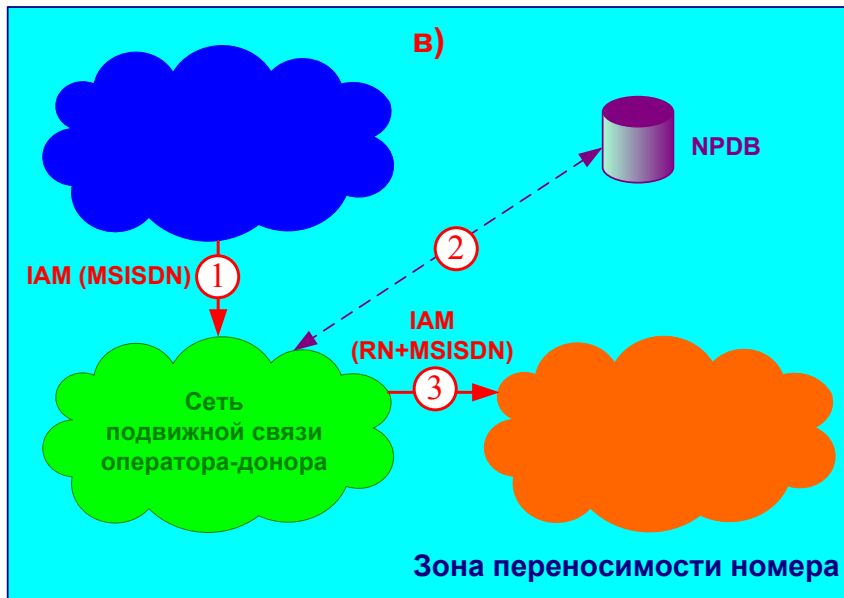 в)
NPDB
2
IAM (MSISDN)
1
IAM
(RN+MSISDN)
3
Сеть
подвижной связи
оператора-донора
Зона переносимости номера